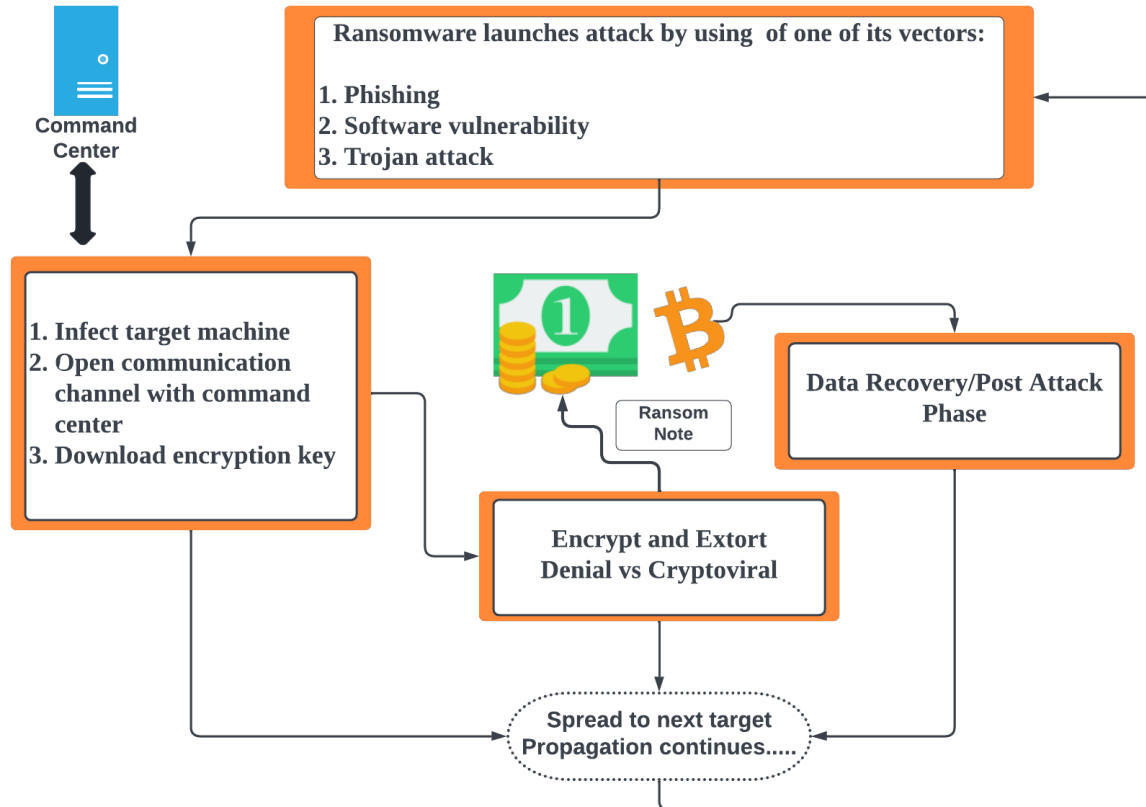 Ransomware launches attack by using of one of its vectors:
1. Phishing
2. Software vulnerability
3. Trojan attack
Command
Center
1. Infect target machine
2. Open communication
channel with command
center
3. Download encryption key
1
Ransom
Note
Data Recovery/Post Attack
Phase
Encrypt and Extort
Denial vs Cryptoviral
Spread to next target
Propagation continues.....